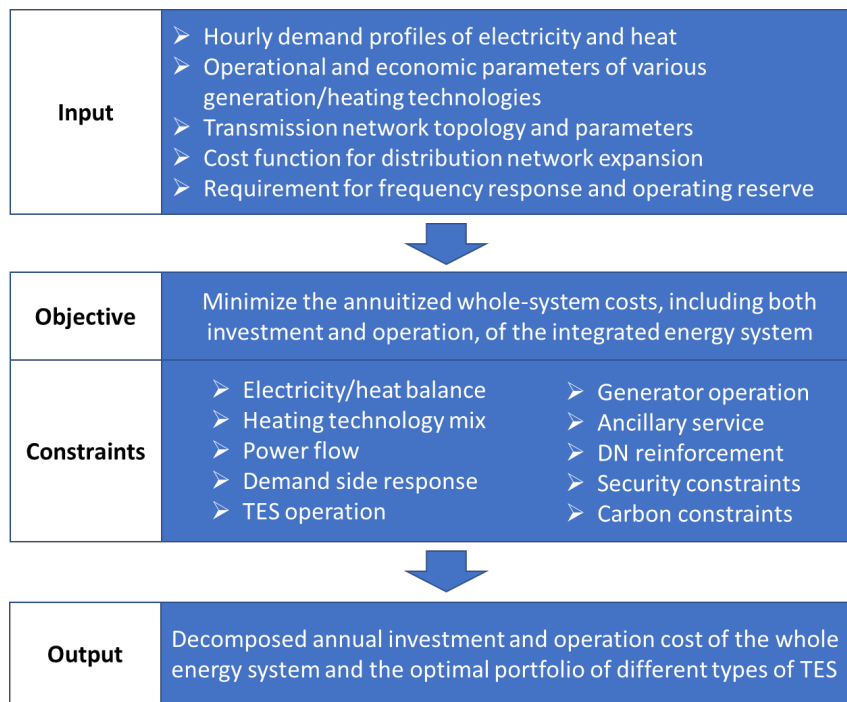 Input
➢ Hourly demand profiles of electricity and heat
➢ Operational and economic parameters of various
generation/heating technologies
➢ Transmission network topology and parameters
➢ Cost function for distribution network expansion
➢ Requirement for frequency response and operating reserve
Objective
Minimize the annuitized whole-system costs, including both
investment and operation, of the integrated energy system
Constraints
➢ Electricity/heat balance
➢ Heating technology mix
➢ Power flow
➢ Demand side response
➢ TES operation
➢ Generator operation
➢ Ancillary service
➢ DN reinforcement
➢ Security constraints
➢ Carbon constraints
Output
Decomposed annual investment and operation cost of the whole
energy system and the optimal portfolio of different types of TES